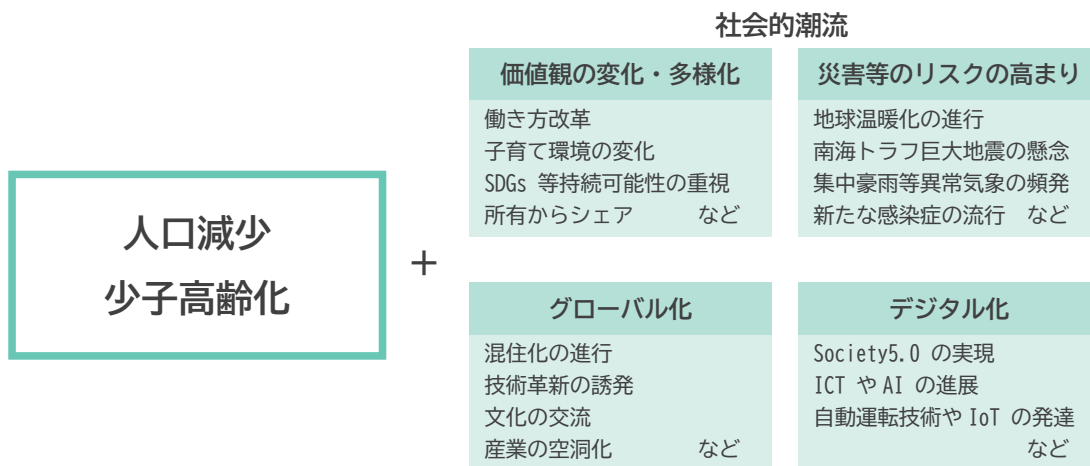 社会的潮流
人口減少
少子高齢化
＋
価値観の変化・多様化
働き方改革
子育て環境の変化
SDGs 等持続可能性の重視
所有からシェア　など
災害等のリスクの高まり
地球温暖化の進行
南海トラフ巨大地震の懸念
集中豪雨等異常気象の頻発
新たな感染症の流行　など
グローバル化
混住化の進行
技術革新の誘発
文化の交流
産業の空洞化　など
デジタル化
Society5.0 の実現
ICT や AI の進展
自動運転技術や IoT の発達
など